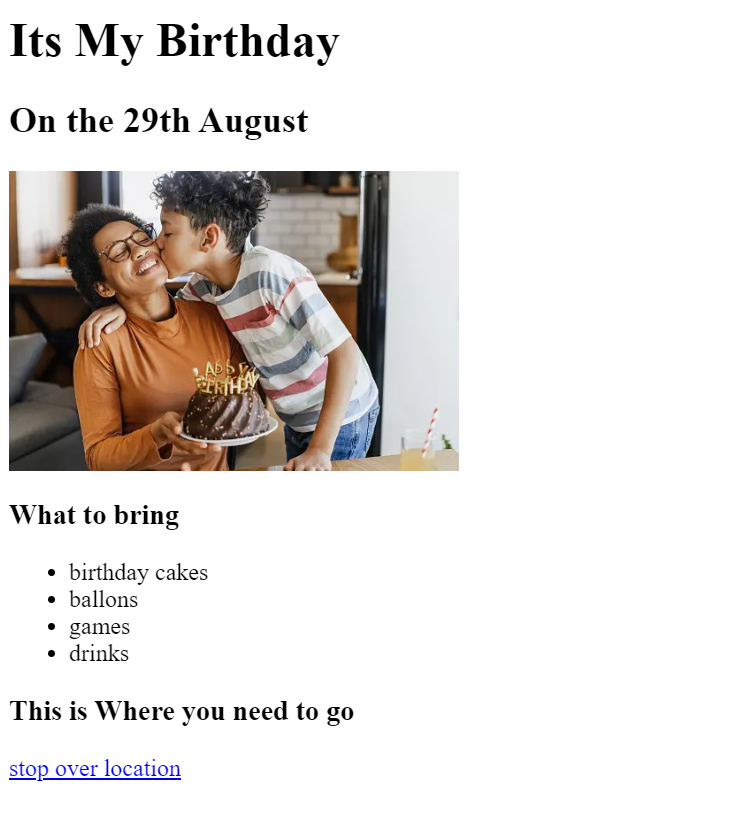 Its My Birthday
On the 29th August
BIRTHDAY
What to bring
birthday cakes
ballons
games
drinks
This is Where you need to go
stop over location